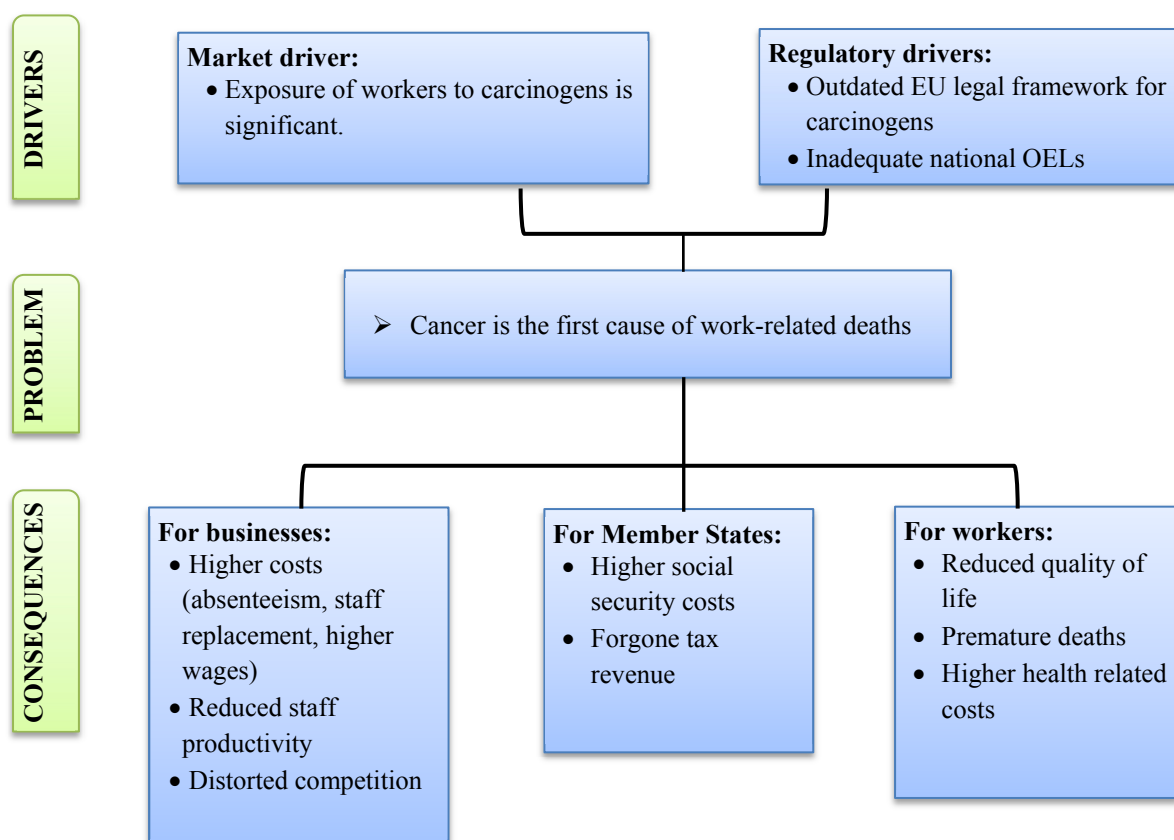 DRIVERS
Market driver:
• Exposure of workers to carcinogens is
significant.
Regulatory drivers:
• Outdated EU legal framework for
carcinogens
• Inadequate national OELs
PROBLEM
➢ Cancer is the first cause of work-related deaths
CONSEQUENCES
For businesses:
• Higher costs
(absenteeism, staff
replacement, higher
wages)
• Reduced staff
productivity
• Distorted competition
For Member States:
• Higher social
security costs
• Forgone tax
revenue
For workers:
• Reduced quality of
life
• Premature deaths
• Higher health related
costs